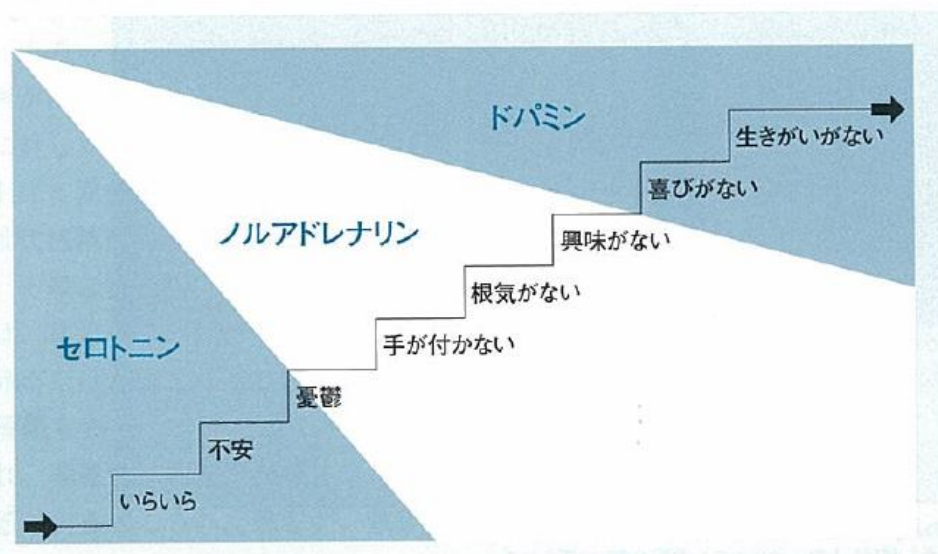 ドパミン
生きがいがない
喜びがない
ノルアドレナリン
興味がない
根気がない
セロトニン
手が付かない
憂鬱
不安
いらいら